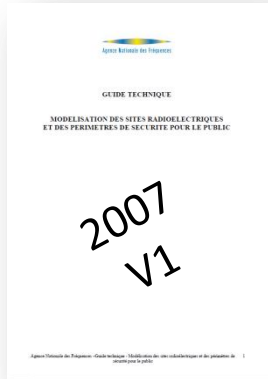 Agence Nationale des Fréquences
GUIDE TECHNIQUE
MODELISATION DES SITES RADIOELECTRIQUES
ET DES PERIMETRES DE SECURITE POUR LE PUBLIC
2007
V1
Agence Nationale des Fréquences - Guide technique - Modélisation des sites radioélectriques et des périmètres de 1
sécurité pour le public